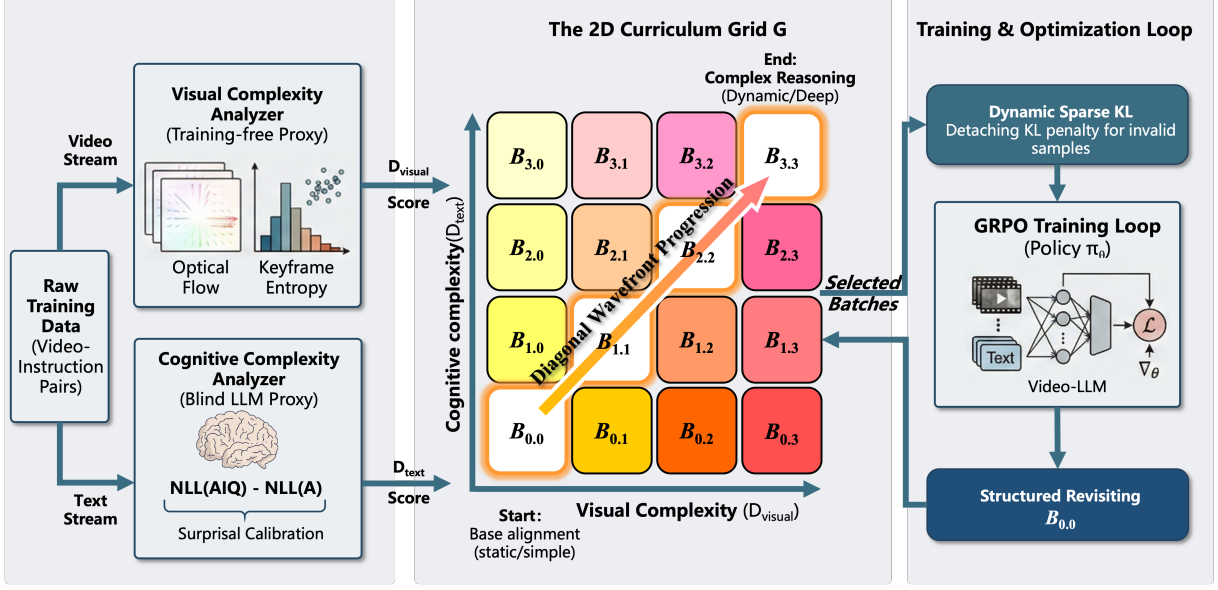 Raw
Training
Data
(Video-
Instruction
Pairs)
Video
Stream
Text
Stream
Visual Complexity
Analyzer
(Training-free Proxy)
Optical
Flow
Keyframe
Entropy
Cognitive Complexity
Analyzer
(Blind LLM Proxy)
NLL(AIQ) - NLL(A)
Surprisal Calibration
Dvisual
Score
Dtext
Score
The 2D Curriculum Grid G
End:
Complex Reasoning
(Dynamic/Deep)
Cognitive complexity(Dtext)
B3.0 B3.1 B3.2 B3.3
B2.0 B2.1 B2.2 B2.3
B1.0 B1.1 B1.2 B1.3
B0.0 B0.1 B0.2 B0.3
Diagonal Wavefront Progression
Start:
Base alignment
(static/simple)
Visual Complexity (Dvisual)
Selected
Batches
Training & Optimization Loop
Dynamic Sparse KL
Detaching KL penalty for invalid
samples
GRPO Training Loop
(Policy πθ)
Text
ℒ
∇θ
Video-LLM
Structured Revisiting
B0.0